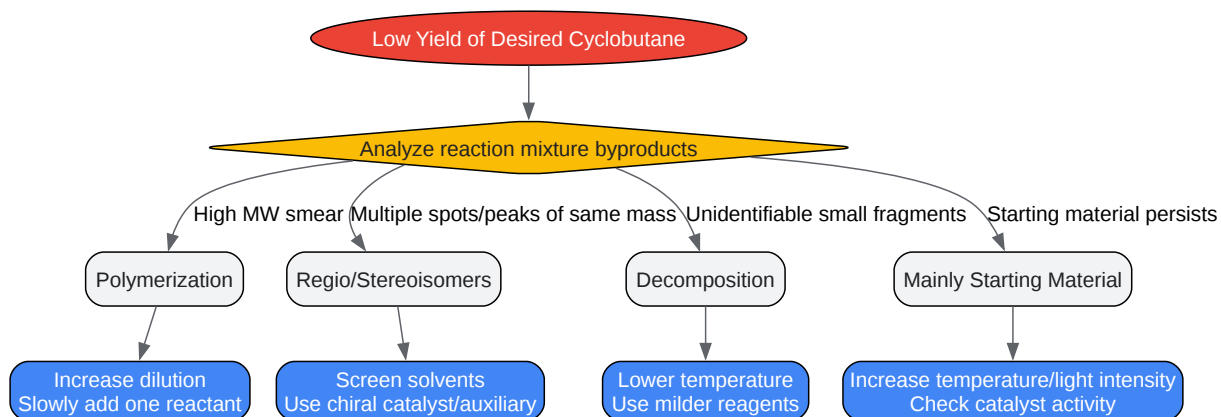 Low Yield of Desired Cyclobutane
Analyze reaction mixture byproducts
High MW smear
Multiple spots/peaks of same mass
Unidentifiable small fragments
Starting material persists
Polymerization
Regio/Stereoisomers
Decomposition
Mainly Starting Material
Increase dilution
Slowly add one reactant
Screen solvents
Use chiral catalyst/auxiliary
Lower temperature
Use milder reagents
Increase temperature/light intensity
Check catalyst activity